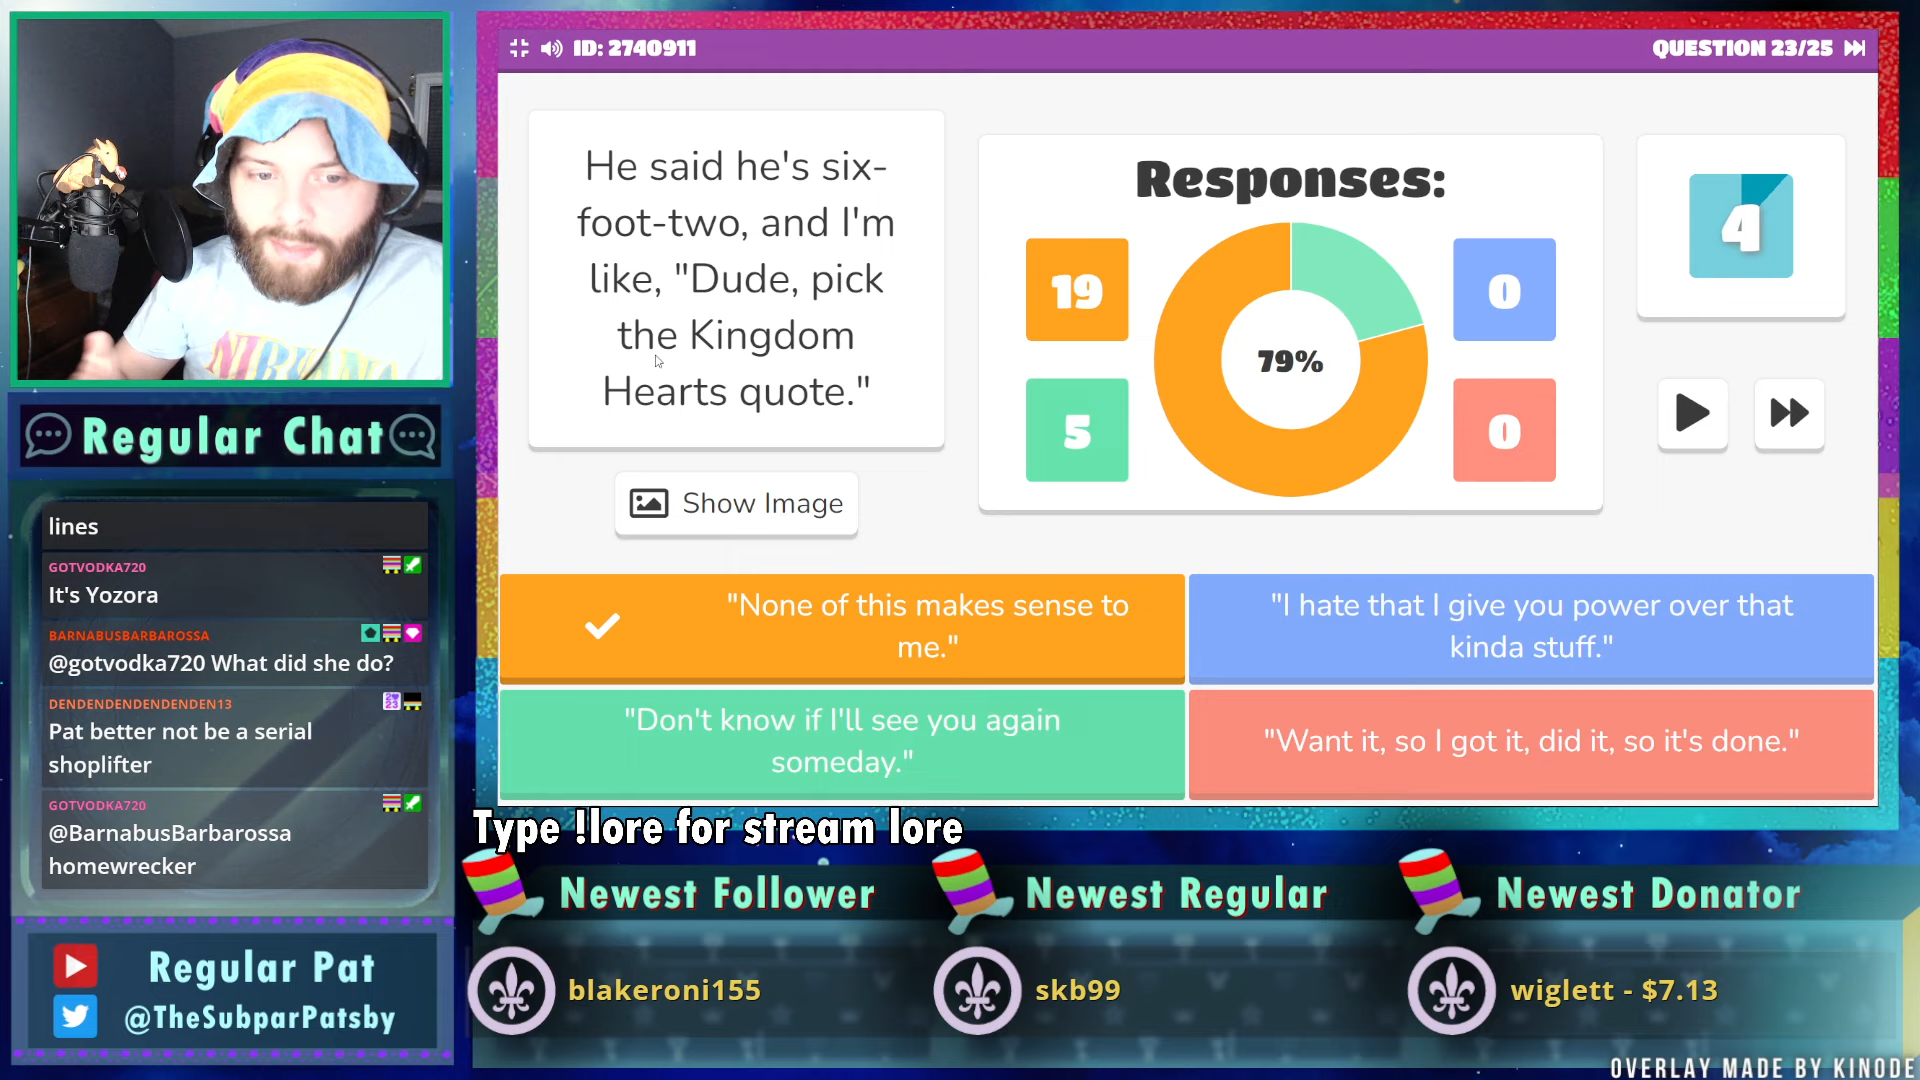 ID: 2740911
QUESTION 23/25
He said he's six-
foot-two, and I'm
like, "Dude, pick
the Kingdom
Hearts quote."
Show Image
Responses:
19
0
5
0
79%
4
"None of this makes sense to
me."
"I hate that I give you power over that
kinda stuff."
"Don't know if I'll see you again
someday."
"Want it, so I got it, did it, so it's done."
NIRVANA
Regular Chat
lines
GOTVODKA720
It's Yozora
BARNABUSBARBAROSSA
@gotvodka720 What did she do?
DENDENDENDENDEN13
Pat better not be a serial
shoplifter
GOTVODKA720
@BarnabusBarbarossa
homewrecker
Regular Pat
@TheSubparPatsby
Type !lore for stream lore
Newest Follower
blakeroni155
Newest Regular
skb99
Newest Donator
wiglett - $7.13
OVERLAY MADE BY KINODE